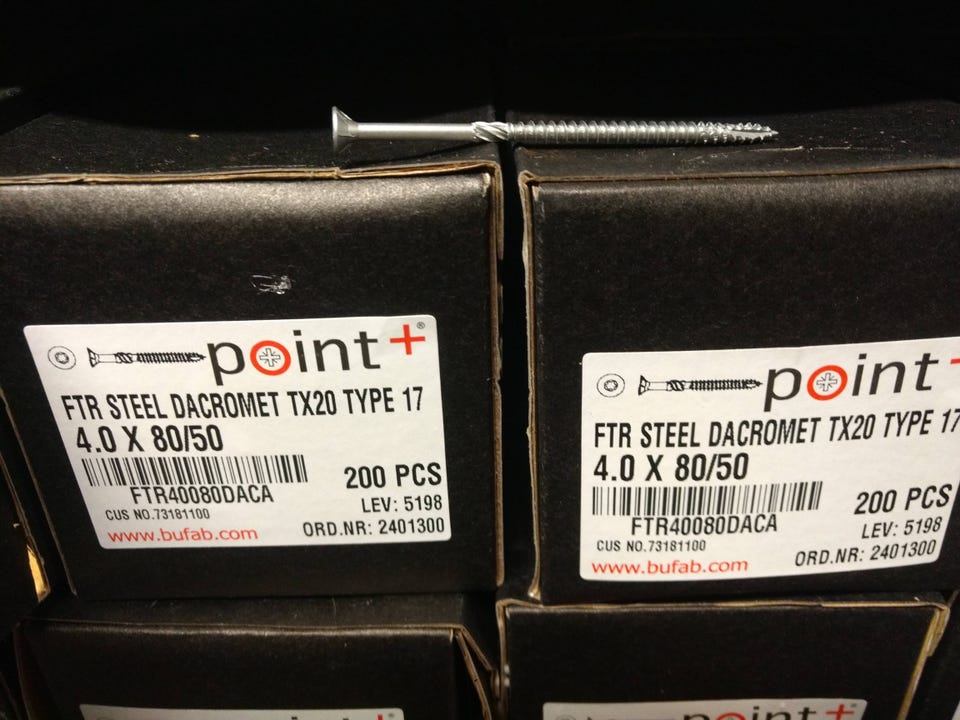 point+®
FTR STEEL DACROMET TX20 TYPE 17
4.0 X 80/50
200 PCS
FTR40080DACA
LEV: 5198
CUS NO.73181100
ORD.NR: 2401300
www.bufab.com
point+
FTR STEEL DACROMET TX20 TYPE 17
4.0 X 80/50
200 PCS
FTR40080DACA
LEV: 5198
CUS NO.73181100
ORD.NR: 2401300
www.bufab.com
point+